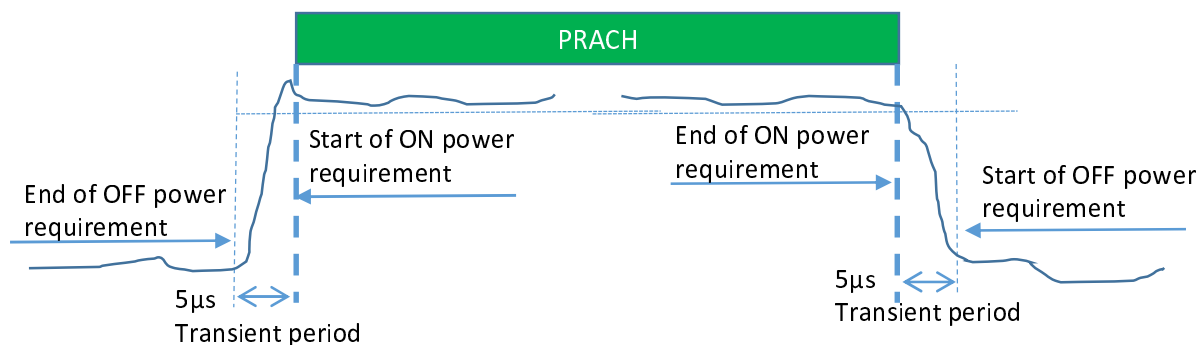 PRACH
Start of ON power
requirement
End of ON power
requirement
End of OFF power
requirement
Start of OFF power
requirement
5µs
Transient period
5µs
Transient period